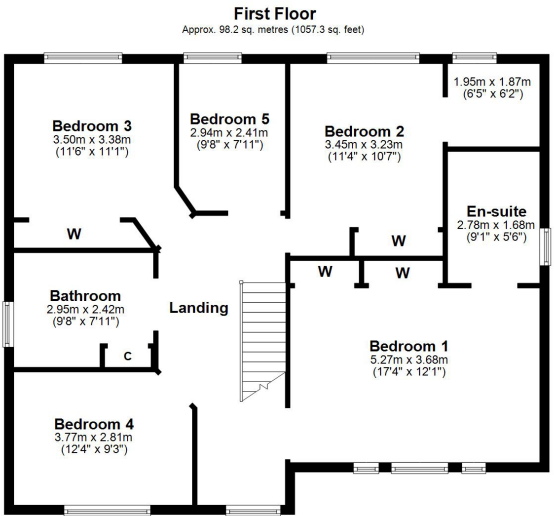 First Floor
Approx. 98.2 sq. metres (1057.3 sq. feet)
Bedroom 3
3.50m x 3.38m
(11'6" x 11'1")
Bedroom 5
2.94m x 2.41m
(9'8" x 7'11")
Bedroom 2
3.45m x 3.23m
(11'4" x 10'7")
1.95m x 1.87m
(6'5" x 6'2")
En-suite
2.78m x 1.68m
(9'1" x 5'6")
W
W
W
W
Bathroom
2.95m x 2.42m
(9'8" x 7'11")
C
Landing
Bedroom 1
5.27m x 3.68m
(17'4" x 12'1")
Bedroom 4
3.77m x 2.81m
(12'4" x 9'3")